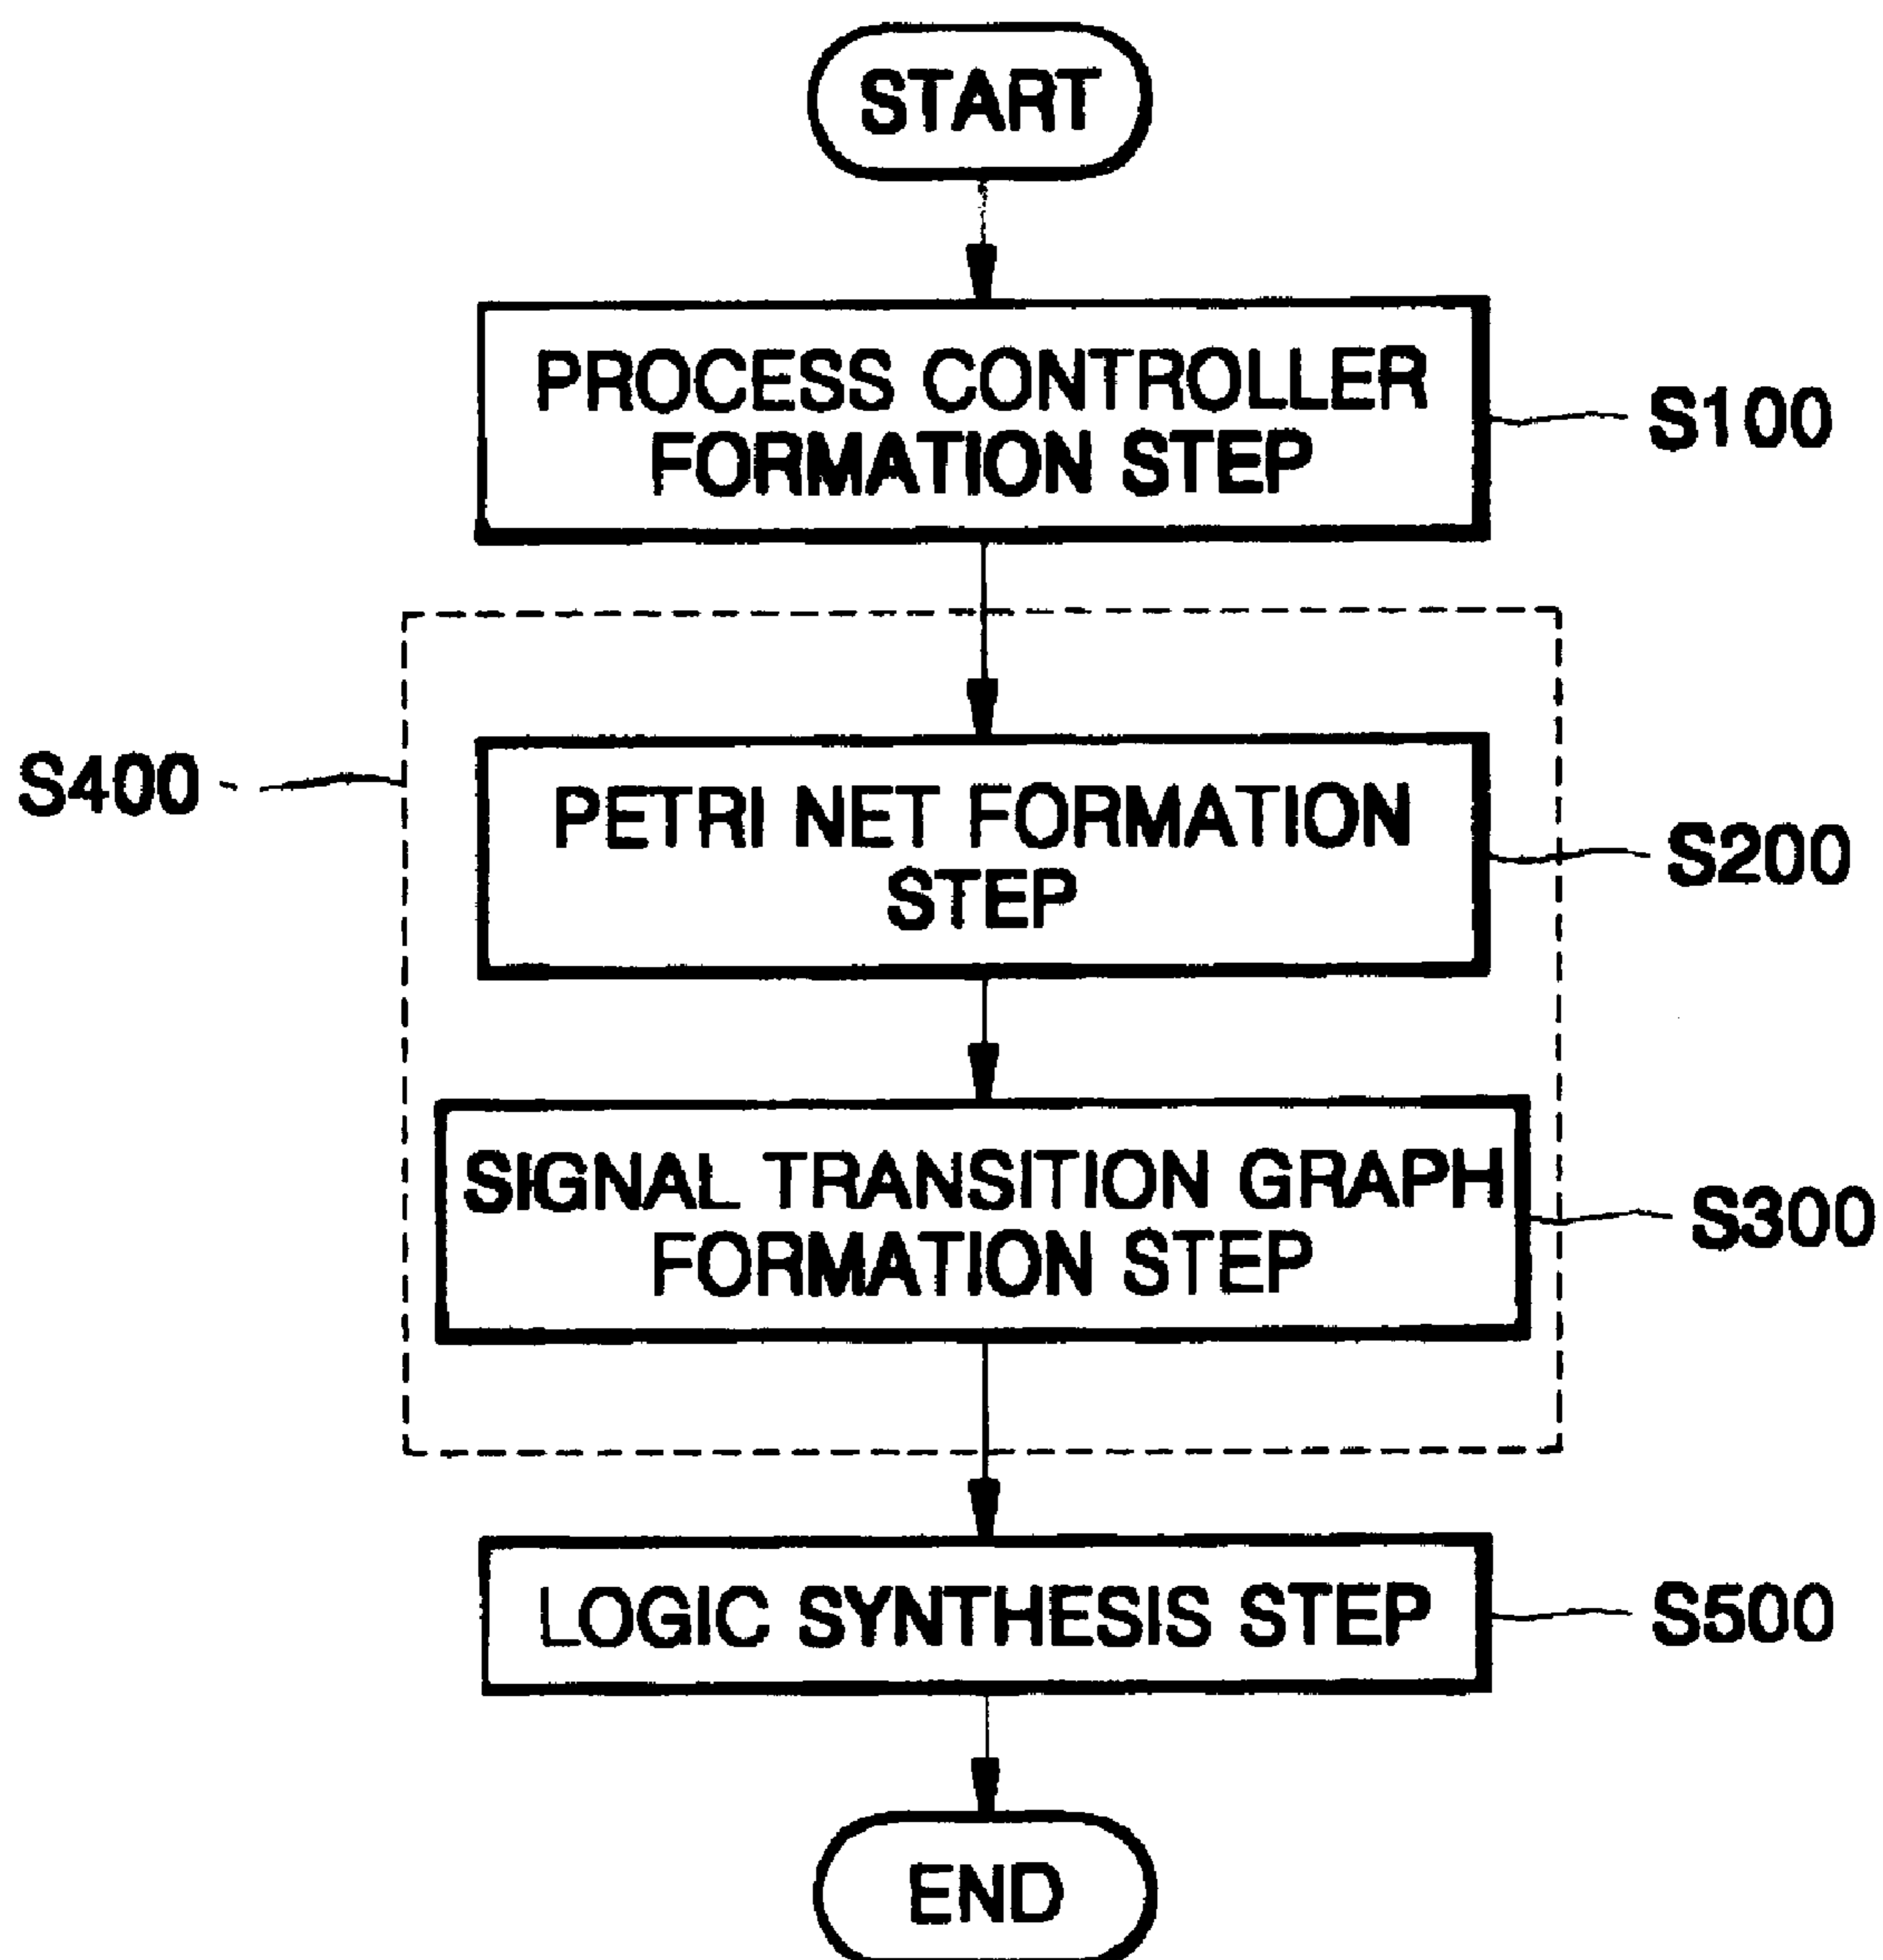 START
PROCESS CONTROLLER
FORMATION STEP
S100
S400
PETRI NET FORMATION
STEP
S200
SIGNAL TRANSITION GRAPH
FORMATION STEP
S300
LOGIC SYNTHESIS STEP
S500
END